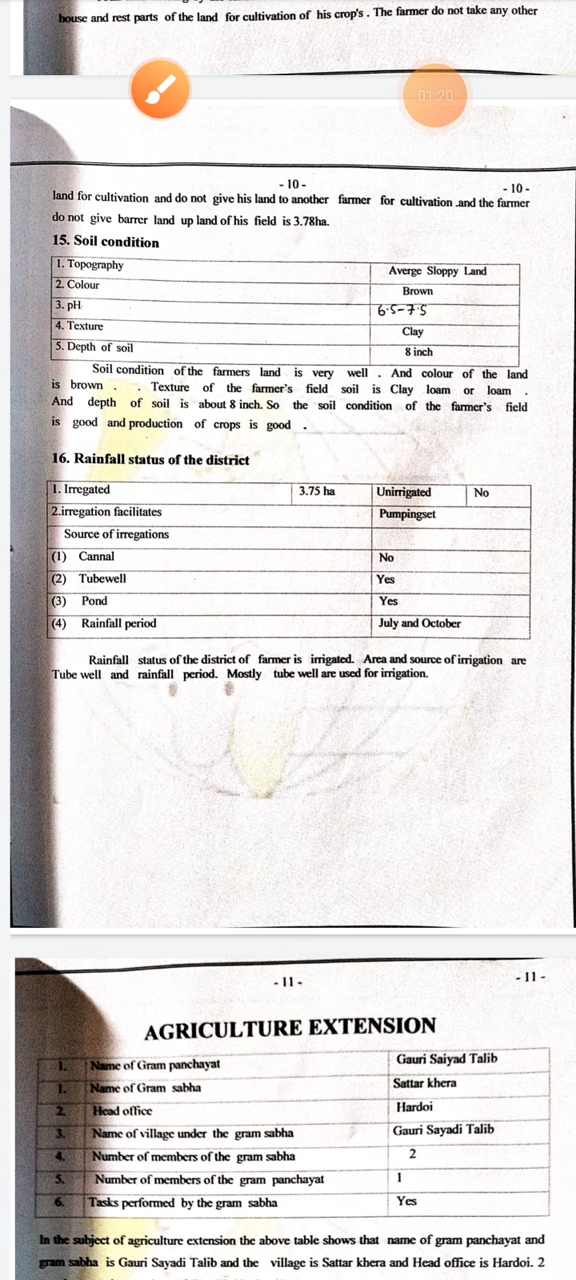 house and rest parts of the land for cultivation of his crop's . The farmer do not take any other
01:20
- 10 -
- 10 -
land for cultivation and do not give his land to another farmer for cultivation .and the farmer
do not give barrer land up land of his field is 3.78ha.
15. Soil condition
1. Topography Averge Sloppy Land
2. Colour Brown
3. pH 6.5-7.5
4. Texture Clay
5. Depth of soil 8 inch
Soil condition of the farmers land is very well . And colour of the land
is brown . . Texture of the farmer's field soil is Clay loam or loam .
And depth of soil is about 8 inch. So the soil condition of the farmer's field
is good and production of crops is good .
16. Rainfall status of the district
1. Irregated 3.75 ha Unirrigated No
2.irregation facilitates Pumpingset
Source of irregations
(1) Cannal No
(2) Tubewell Yes
(3) Pond Yes
(4) Rainfall period July and October
Rainfall status of the district of farmer is irrigated. Area and source of irrigation are
Tube well and rainfall period. Mostly tube well are used for irrigation.
- 11 -
- 11 -
AGRICULTURE EXTENSION
1. Name of Gram panchayat Gauri Saiyad Talib
1. Name of Gram sabha Sattar khera
2. Head office Hardoi
3. Name of village under the gram sabha Gauri Sayadi Talib
4. Number of members of the gram sabha 2
5. Number of members of the gram panchayat 1
6. Tasks performed by the gram sabha Yes
In the subject of agriculture extension the above table shows that name of gram panchayat and
gram sabha is Gauri Sayadi Talib and the village is Sattar khera and Head office is Hardoi. 2